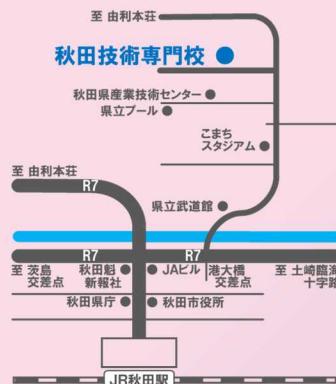 至 由利本荘
秋田技術専門校
秋田県産業技術センター
県立プール
こまち
スタジアム
至 由利本荘
R7
県立武道館
R7
R7
至 茨島
交差点
秋田魁
新報社
JAビル
港大橋
交差点
至 土崎臨海
十字路
秋田県庁
秋田市役所
JR秋田駅